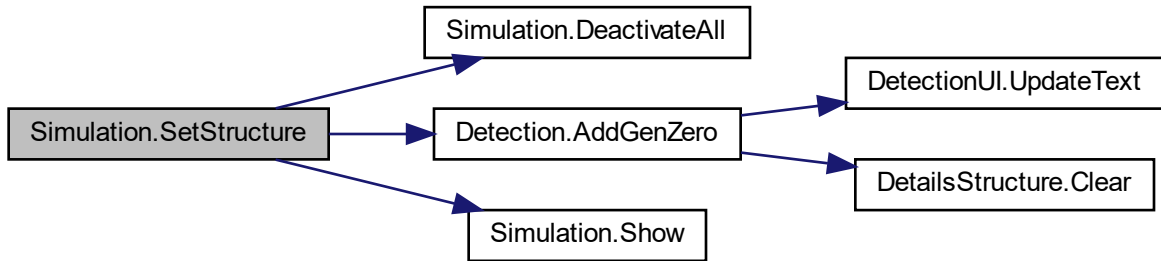 Simulation.DeactivateAll
DetectionUI.UpdateText
Simulation.SetStructure
Detection.AddGenZero
DetailsStructure.Clear
Simulation.Show